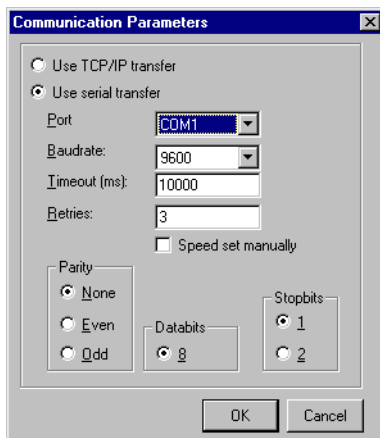 Communication Parameters
Use TCP/IP transfer
Use serial transfer
Port
COM1
Baudrate:
9600
Timeout (ms):
10000
Retries:
3
Speed set manually
Parity
None
Even
Odd
Databits
8
Stopbits
1
2
OK
Cancel